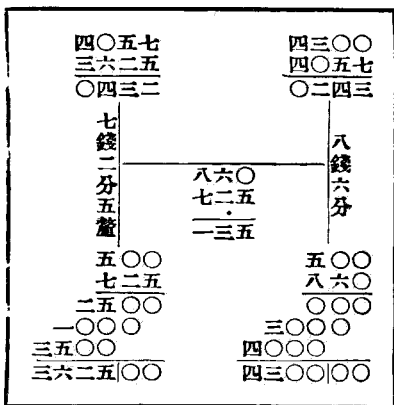 四〇五七
三六二五
〇四三二
四三〇〇
四〇五七
〇二四三
七錢二分五釐
八六〇
七二五
·
一三五
八錢六分
五〇〇
七二五
二五〇〇
一〇〇〇
三五〇〇
三六二五|〇〇
五〇〇
八六〇
〇〇〇
三〇〇〇
四〇〇〇
四三〇〇|〇〇